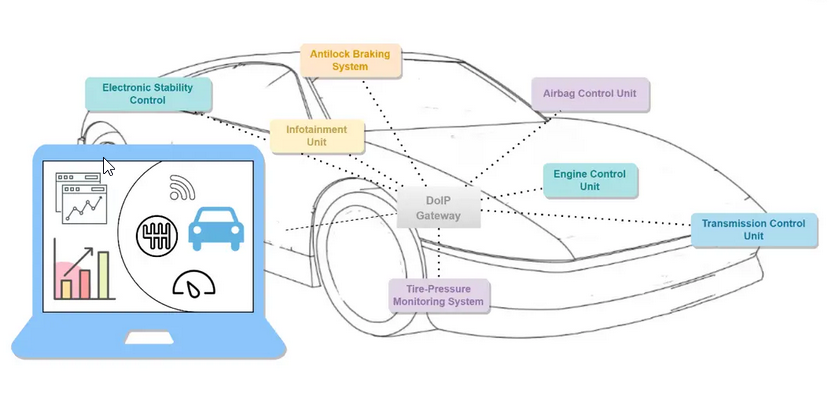 Antilock Braking
System
Electronic Stability
Control
Airbag Control Unit
Infotainment
Unit
Engine Control
Unit
DoIP
Gateway
Transmission Control
Unit
Tire-Pressure
Monitoring System